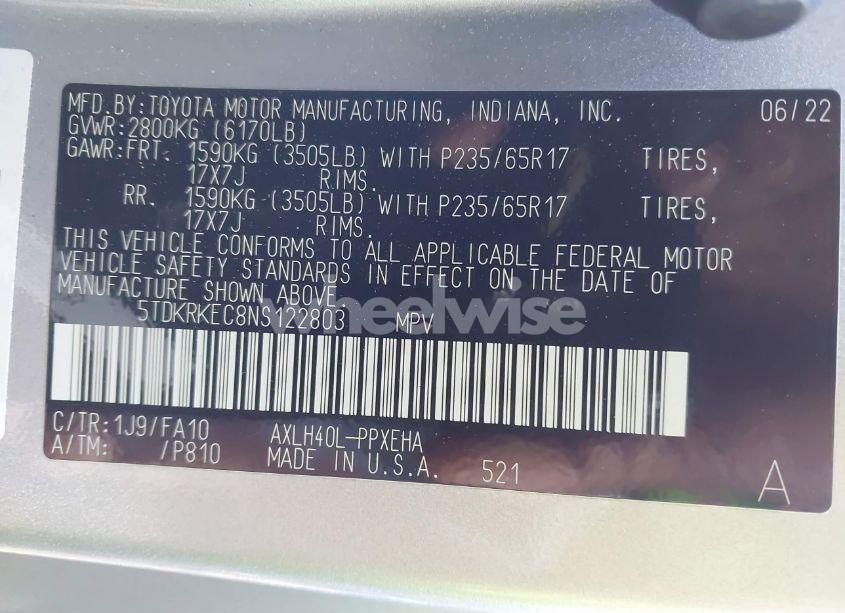 MFD.BY:TOYOTA MOTOR MANUFACTURING, INDIANA, INC. 06/22
GVWR:2800KG (6170LB)
GAWR:FRT. 1590KG (3505LB) WITH P235/65R17 TIRES,
17X7J RIMS.
RR. 1590KG (3505LB) WITH P235/65R17 TIRES,
17X7J RIMS.
THIS VEHICLE CONFORMS TO ALL APPLICABLE FEDERAL MOTOR
VEHICLE SAFETY STANDARDS IN EFFECT ON THE DATE OF
MANUFACTURE SHOWN ABOVE.
5TDKRKEC8NS122803 MPV
wheelwise
C/TR:1J9/FA10 AXLH40L-PPXEHA
A/TM: /P810 MADE IN U.S.A. 521
A